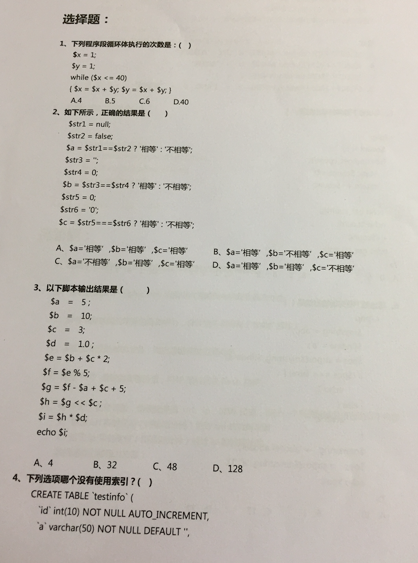 选择题：
1、下列程序段循环体执行的次数是：( )
$x = 1;
$y = 1;
while ($x <= 40)
{ $x = $x + $y; $y = $x + $y; }
A.4 B.5 C.6 D.40
2、如下所示，正确的结果是 ( )
$str1 = null;
$str2 = false;
$a = $str1==$str2 ? '相等' : '不相等';
$str3 = '';
$str4 = 0;
$b = $str3==$str4 ? '相等' : '不相等';
$str5 = 0;
$str6 = '0';
$c = $str5===$str6 ? '相等' : '不相等';
A、$a='相等' ,$b='相等' ,$c='相等' B、$a='相等' ,$b='不相等' ,$c='相等'
C、$a='不相等' ,$b='相等' ,$c='相等' D、$a='相等' ,$b='相等' ,$c='不相等'
3、以下脚本输出结果是 ( )
$a = 5 ;
$b = 10;
$c = 3;
$d = 1.0 ;
$e = $b + $c * 2;
$f = $e % 5;
$g = $f - $a + $c + 5;
$h = $g << $c ;
$i = $h * $d;
echo $i;
A、4 B、32 C、48 D、128
4、下列选项哪个没有使用索引？( )
CREATE TABLE `testinfo` (
`id` int(10) NOT NULL AUTO_INCREMENT,
`a` varchar(50) NOT NULL DEFAULT '',